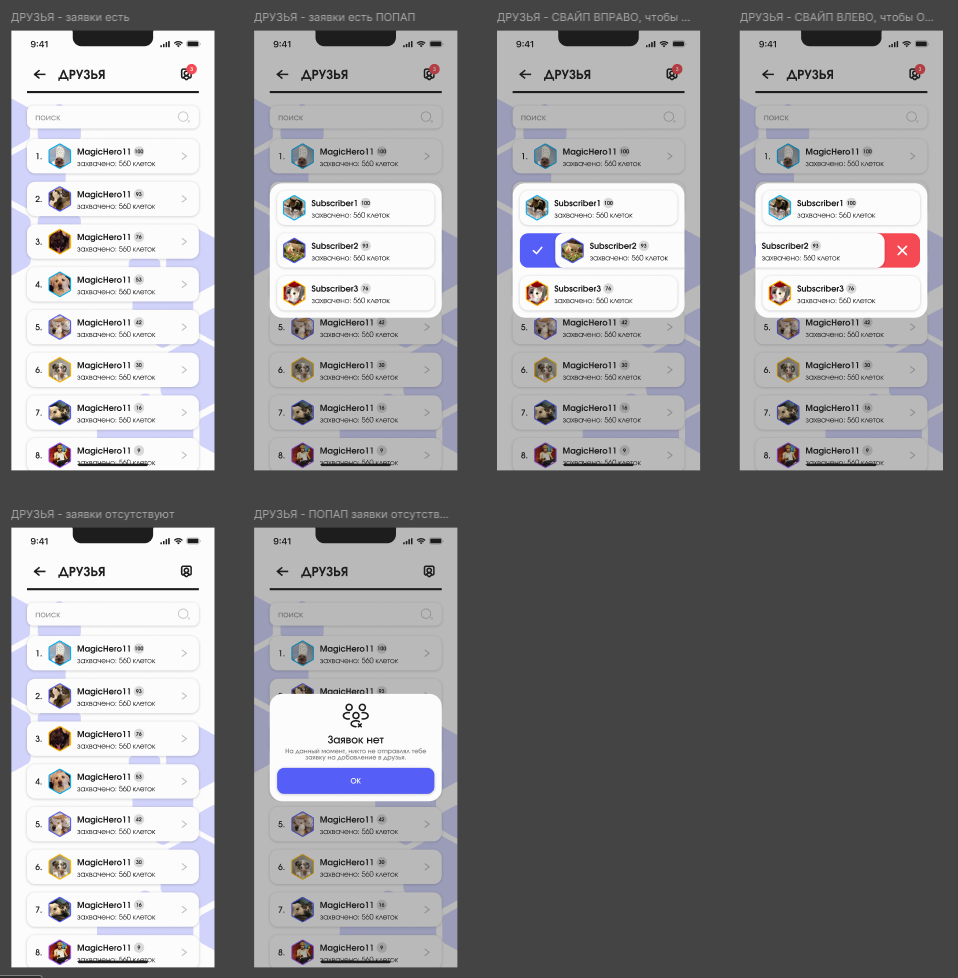 ДРУЗЬЯ - заявки есть
9:41
ДРУЗЬЯ
3
поиск
1. MagicHero11 100
захвачено: 560 клеток
2. MagicHero11 93
захвачено: 560 клеток
3. MagicHero11 76
захвачено: 560 клеток
4. MagicHero11 53
захвачено: 560 клеток
5. MagicHero11 42
захвачено: 560 клеток
6. MagicHero11 30
захвачено: 560 клеток
7. MagicHero11 16
захвачено: 560 клеток
8. MagicHero11 9
захвачено: 560 клеток
ДРУЗЬЯ - заявки есть ПОПАП
9:41
ДРУЗЬЯ
3
поиск
1. MagicHero11 100
захвачено: 560 клеток
Subscriber1 100
захвачено: 560 клеток
Subscriber2 93
захвачено: 560 клеток
Subscriber3 76
захвачено: 560 клеток
5. MagicHero11 42
захвачено: 560 клеток
6. MagicHero11 30
захвачено: 560 клеток
7. MagicHero11 16
захвачено: 560 клеток
8. MagicHero11 9
захвачено: 560 клеток
ДРУЗЬЯ - СВАЙП ВПРАВО, чтобы ...
9:41
ДРУЗЬЯ
3
поиск
1. MagicHero11 100
захвачено: 560 клеток
Subscriber1 100
захвачено: 560 клеток
Subscriber2 93
захвачено: 560 клеток
Subscriber3 76
захвачено: 560 клеток
5. MagicHero11 42
захвачено: 560 клеток
6. MagicHero11 30
захвачено: 560 клеток
7. MagicHero11 16
захвачено: 560 клеток
8. MagicHero11 9
захвачено: 560 клеток
ДРУЗЬЯ - СВАЙП ВЛЕВО, чтобы О...
9:41
ДРУЗЬЯ
3
поиск
1. MagicHero11 100
захвачено: 560 клеток
Subscriber1 100
захвачено: 560 клеток
Subscriber2 93
захвачено: 560 клеток
Subscriber3 76
захвачено: 560 клеток
5. MagicHero11 42
захвачено: 560 клеток
6. MagicHero11 30
захвачено: 560 клеток
7. MagicHero11 16
захвачено: 560 клеток
8. MagicHero11 9
захвачено: 560 клеток
ДРУЗЬЯ - заявки отсутствуют
9:41
ДРУЗЬЯ
поиск
1. MagicHero11 100
захвачено: 560 клеток
2. MagicHero11 93
захвачено: 560 клеток
3. MagicHero11 76
захвачено: 560 клеток
4. MagicHero11 53
захвачено: 560 клеток
5. MagicHero11 42
захвачено: 560 клеток
6. MagicHero11 30
захвачено: 560 клеток
7. MagicHero11 16
захвачено: 560 клеток
8. MagicHero11 9
захвачено: 560 клеток
ДРУЗЬЯ - ПОПАП заявки отсутств...
9:41
ДРУЗЬЯ
поиск
1. MagicHero11 100
захвачено: 560 клеток
MagicHero11 93
Заявок нет
На данный момент, никто не отправлял тебе
заявку на добавление в друзья.
ОК
5. MagicHero11 42
захвачено: 560 клеток
6. MagicHero11 30
захвачено: 560 клеток
7. MagicHero11 16
захвачено: 560 клеток
8. MagicHero11 9
захвачено: 560 клеток